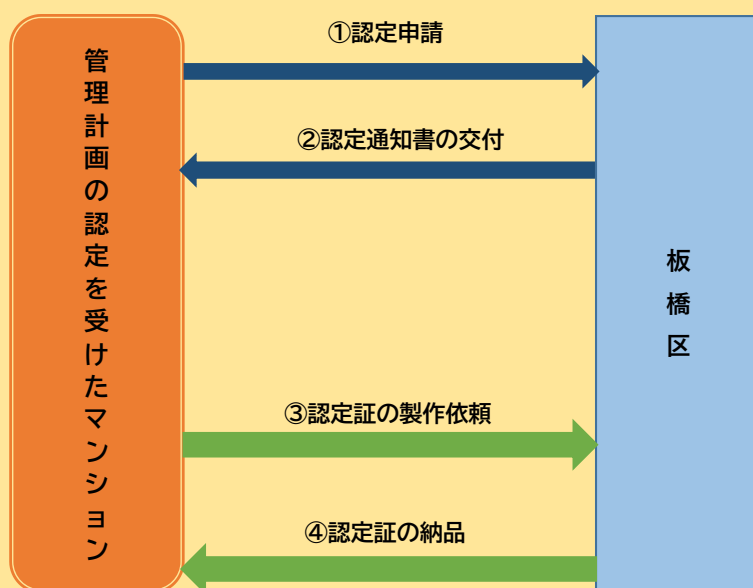 ①認定申請
②認定通知書の交付
管理計画の認定を受けたマンション
板橋区
③認定証の製作依頼
④認定証の納品